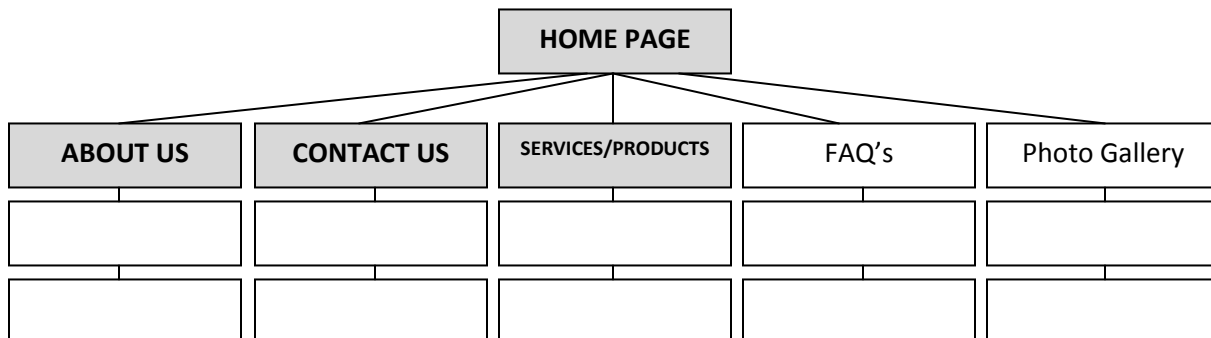 HOME PAGE
ABOUT US
CONTACT US
SERVICES/PRODUCTS
FAQ’s
Photo Gallery